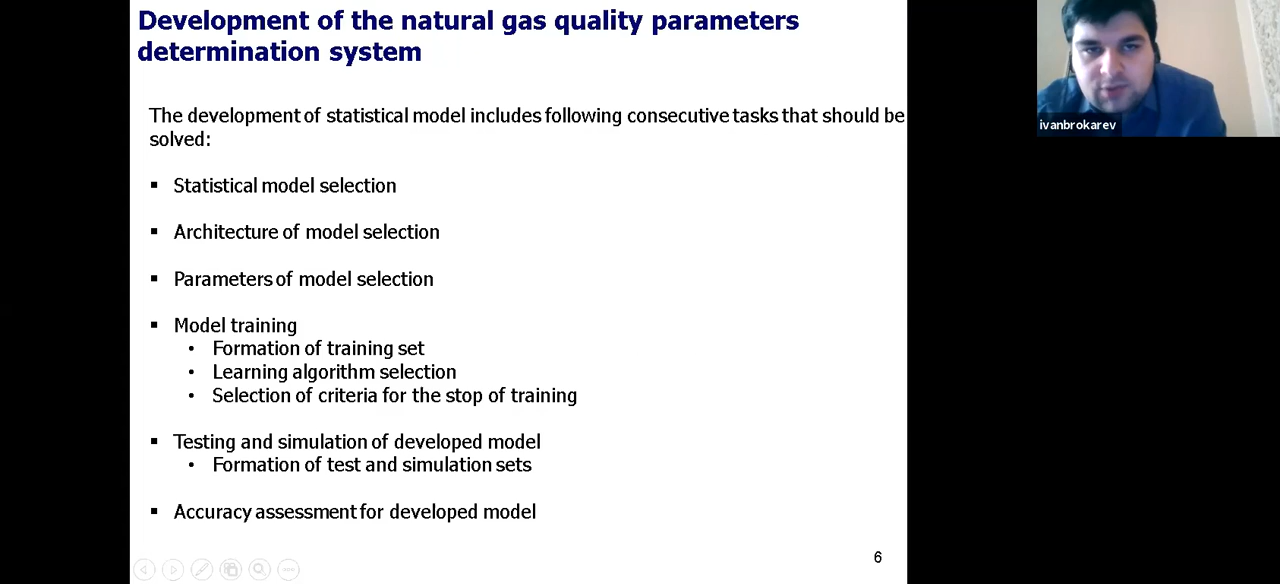 Development of the natural gas quality parameters
determination system
ivanbrokarev
The development of statistical model includes following consecutive tasks that should be
solved:
▪ Statistical model selection
▪ Architecture of model selection
▪ Parameters of model selection
▪ Model training
• Formation of training set
• Learning algorithm selection
• Selection of criteria for the stop of training
▪ Testing and simulation of developed model
• Formation of test and simulation sets
▪ Accuracy assessment for developed model
6